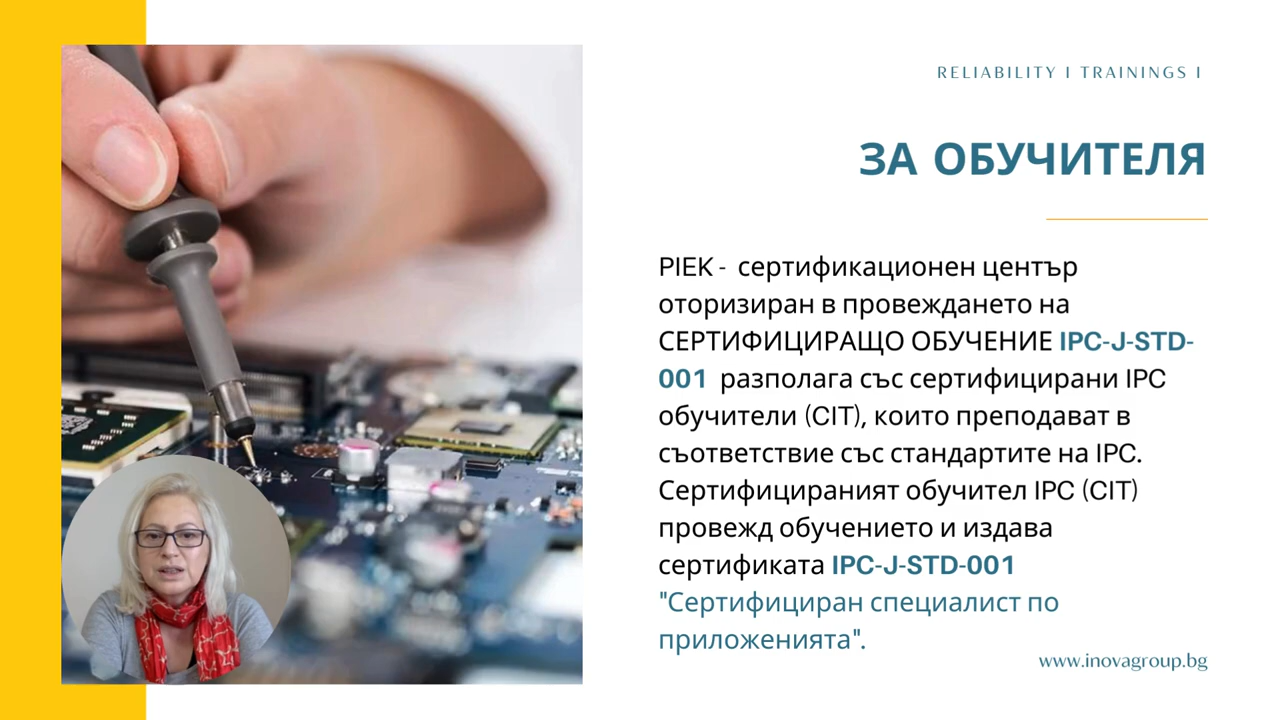 RELIABILITY I TRAININGS I
ЗА ОБУЧИТЕЛЯ
PIEK - сертификационен център
оторизиран в провеждането на
СЕРТИФИЦИРАЩО ОБУЧЕНИЕ IPC-J-STD-
001 разполага със сертифицирани IPC
обучители (CIT), които преподават в
съответствие със стандартите на IPC.
Сертифицираният обучител IPC (CIT)
провежд обучението и издава
сертификата IPC-J-STD-001
"Сертифициран специалист по
приложенията".
www.inovagroup.bg